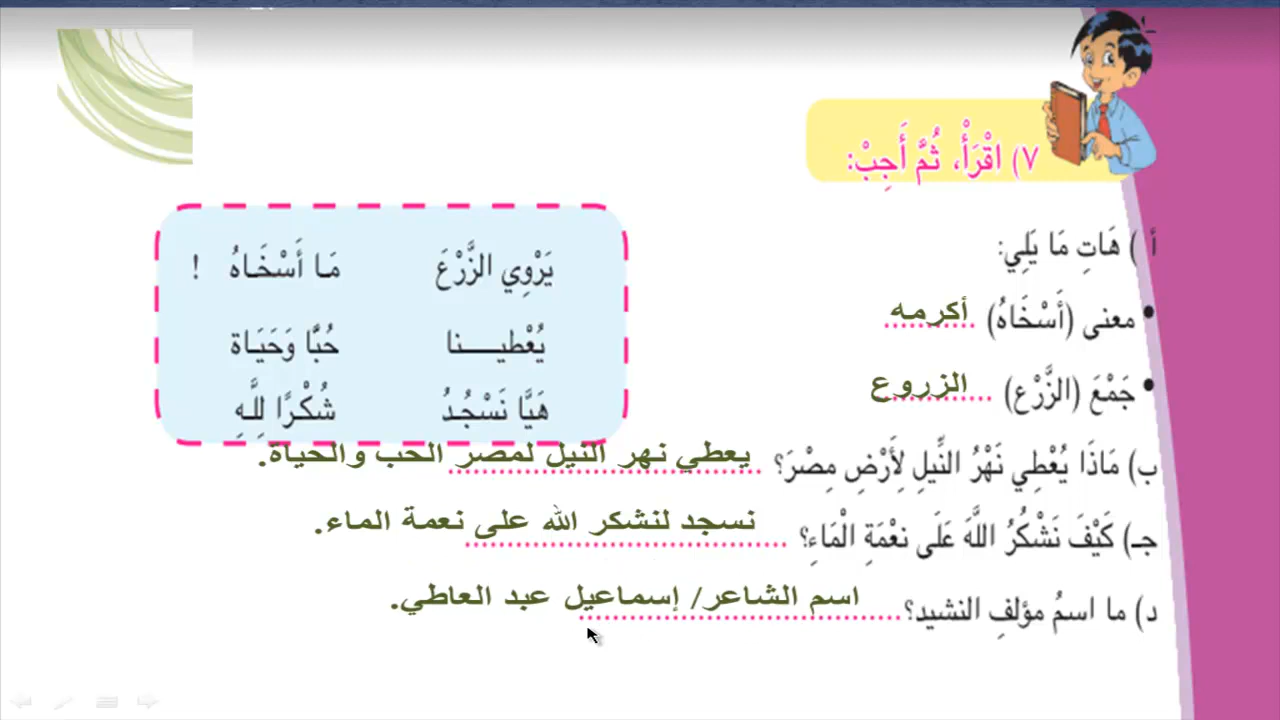 ٧) اقْرَأْ، ثُمَّ أَجِبْ:
أ ) هَاتِ مَا يَلِي:
• معنى (أَسْخَاهُ) أكرمه
• جَمْعَ (الزَّرْع) الزروع
يَرْوِي الزَّرْعَ مَا أَسْخَاهُ !
يُعْطيـــــنا حُبًّا وَحَيَاة
هَيَّا نَسْجُدُ شُكْرًا لِلَّهِ
ب) مَاذَا يُعْطِي نَهْرُ النِّيلِ لِأَرْضِ مِصْرَ؟ يعطي نهر النيل لمصر الحب والحياة.
جـ) كَيْفَ نَشْكُرُ اللَّهَ عَلَى نعْمَةِ الْمَاءِ؟ نسجد لنشكر الله على نعمة الماء.
د) ما اسمُ مؤلفِ النشيد؟ اسم الشاعر/ إسماعيل عبد العاطي.